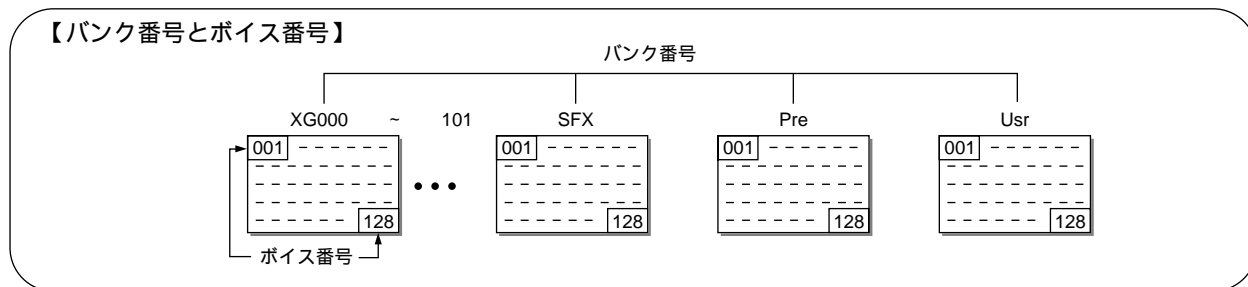 【バンク番号とボイス番号】
バンク番号
XG000 ~ 101 SFX Pre Usr
001 001 001 001
128 128 128 128
ボイス番号